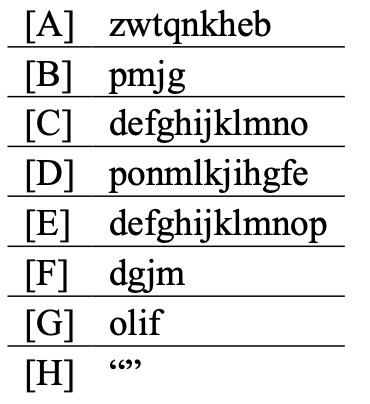 [A] zwtqnkheb
[B] pmjg
[C] defghijklmno
[D] ponmlkjihgfe
[E] defghijklmnop
[F] dgjm
[G] olif
[H] “”